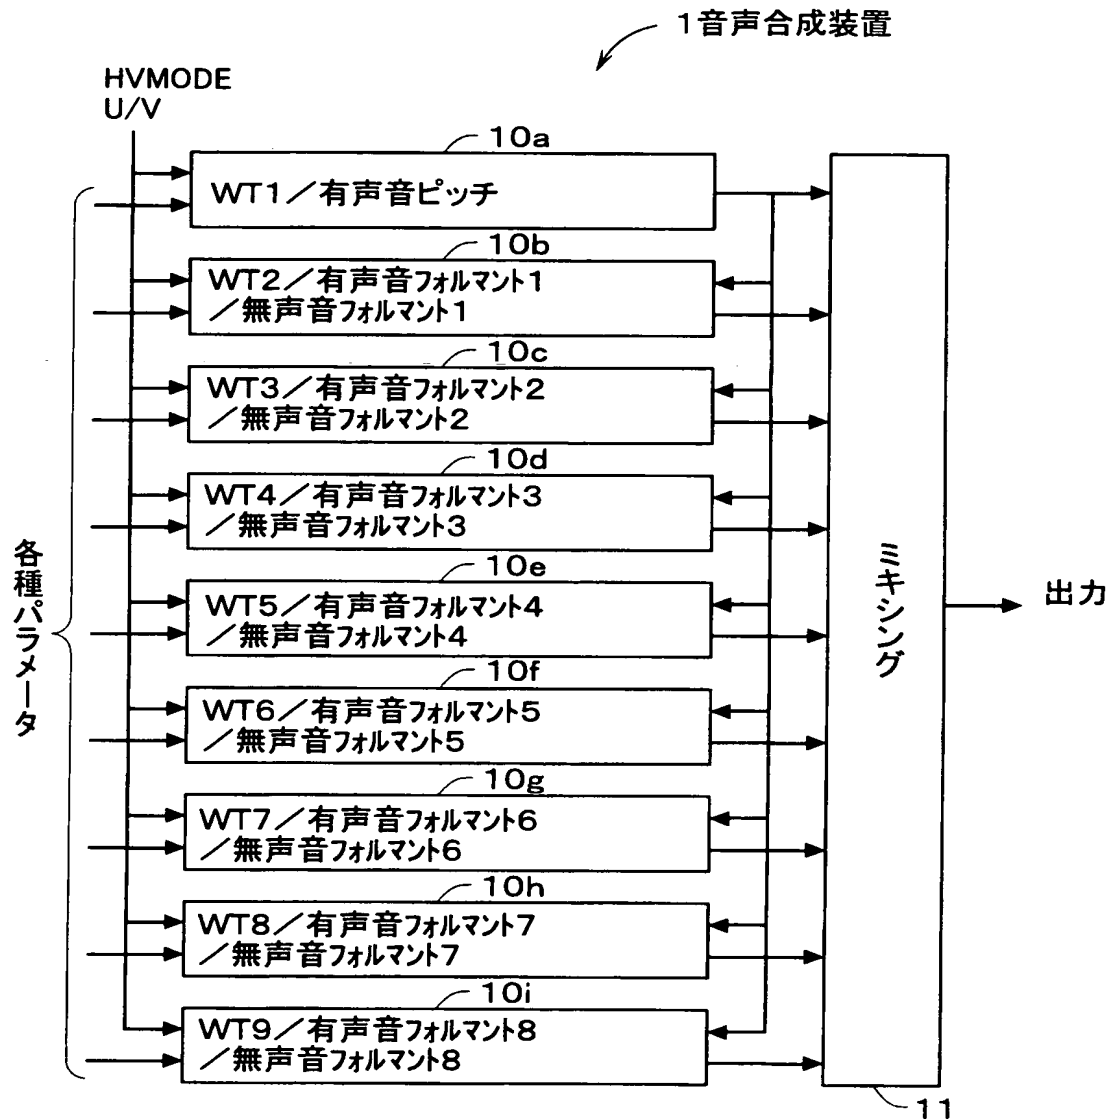 1音声合成装置
HVMODE
U/V
10a
WT1／有声音ピッチ
10b
WT2／有声音フォルマント1
／無声音フォルマント1
10c
WT3／有声音フォルマント2
／無声音フォルマント2
10d
WT4／有声音フォルマント3
／無声音フォルマント3
10e
WT5／有声音フォルマント4
／無声音フォルマント4
10f
WT6／有声音フォルマント5
／無声音フォルマント5
10g
WT7／有声音フォルマント6
／無声音フォルマント6
10h
WT8／有声音フォルマント7
／無声音フォルマント7
10i
WT9／有声音フォルマント8
／無声音フォルマント8
各種パラメータ
ミキシング
出力
11